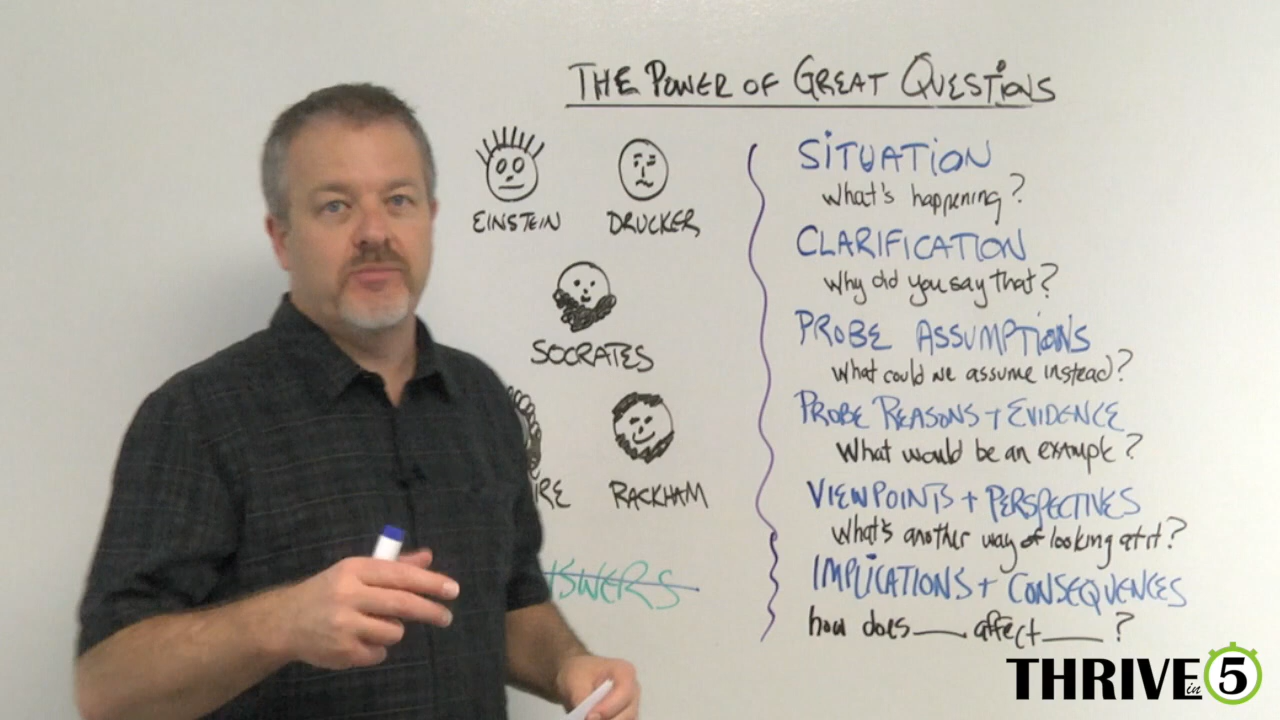 THE POWER OF GREAT QUESTIONS
EINSTEIN
DRUCKER
SOCRATES
IRE
RACKHAM
SWERS
SITUATION
What's happening?
CLARIFICATION
Why did you say that?
PROBE ASSUMPTIONS
What could we assume instead?
PROBE REASONS + EVIDENCE
What would be an example?
VIEWPOINTS + PERSPECTIVES
What's another way of looking at it?
IMPLICATIONS + CONSEQUENCES
how does ___ affect ___?
THRIVE in 5